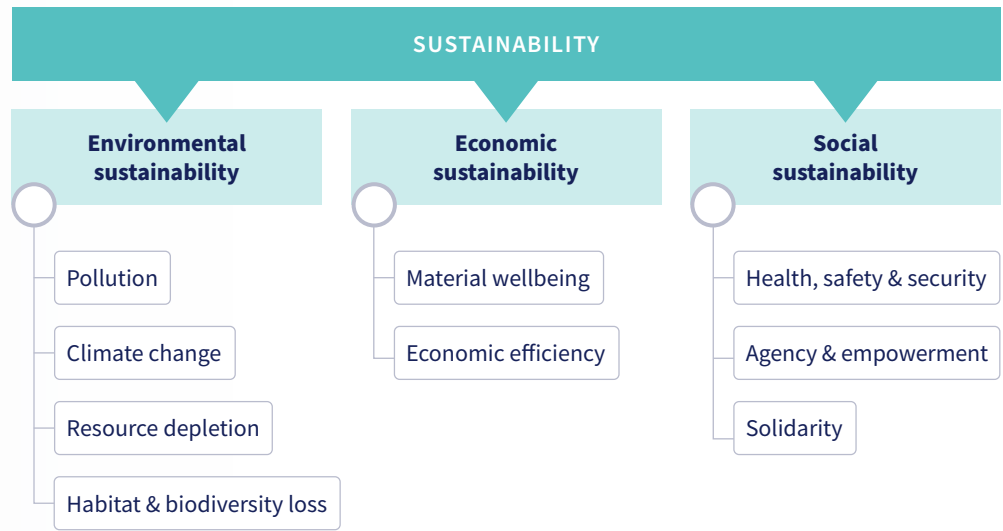 SUSTAINABILITY
Environmental
sustainability
Pollution
Climate change
Resource depletion
Habitat & biodiversity loss
Economic
sustainability
Material wellbeing
Economic efficiency
Social
sustainability
Health, safety & security
Agency & empowerment
Solidarity